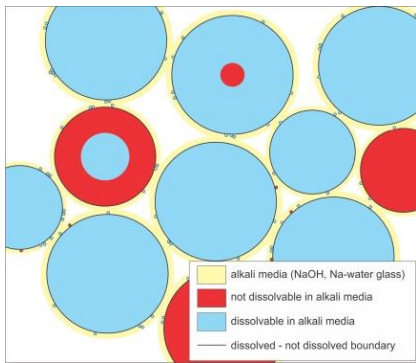 alkali media (NaOH, Na-water glass)
not dissolvable in alkali media
dissolvable in alkali media
dissolved - not dissolved boundary